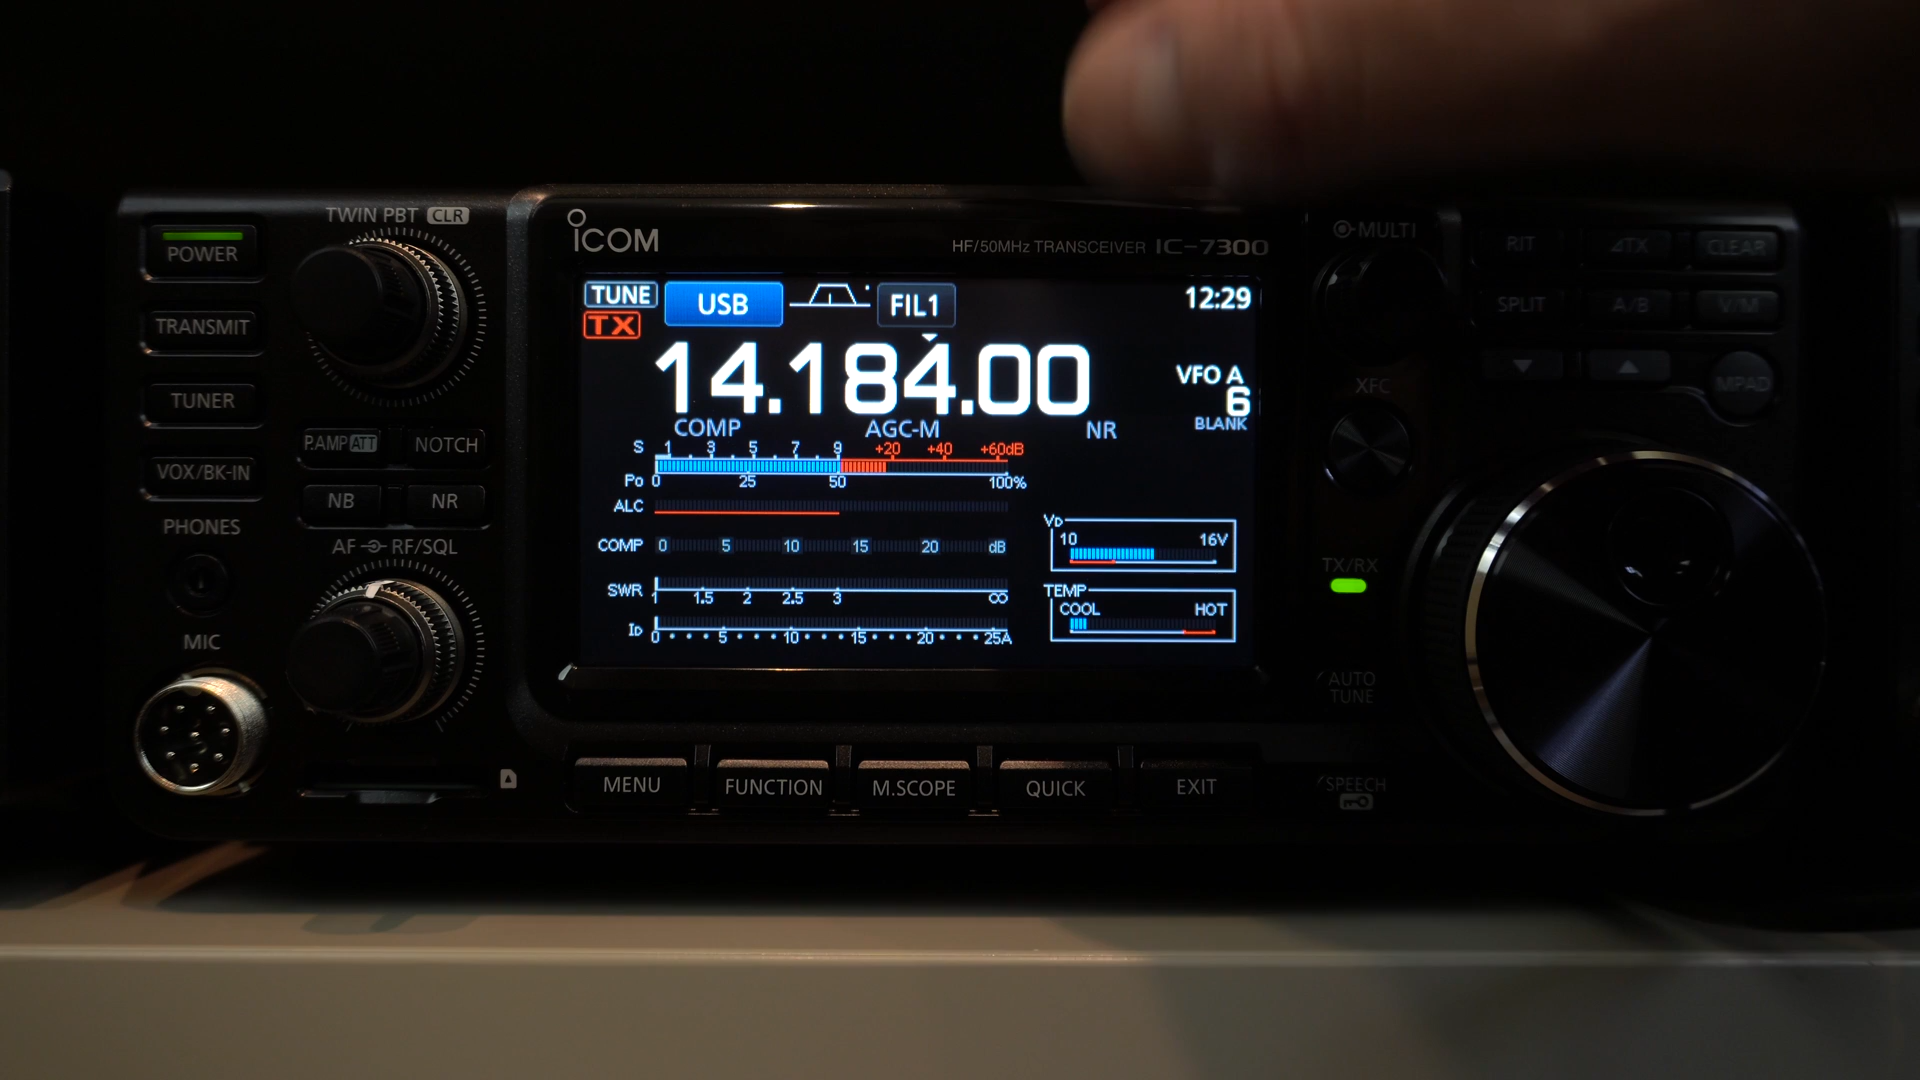 TWIN PBT CLR
POWER
TRANSMIT
TUNER
VOX/BK-IN
P.AMP ATT
NOTCH
NB
NR
PHONES
AF RF/SQL
MIC
ICOM
HF/50MHz TRANSCEIVER IC-7300
TUNE
USB
FIL1
12:29
TX
14.184.00
VFO A
6
BLANK
COMP
AGC-M
NR
S 1 3 5 7 9 +20 +40 +60dB
Po 0 25 50 100%
ALC
COMP 0 5 10 15 20 dB
SWR 1 1.5 2 2.5 3 ∞
ID 0 5 10 15 20 25A
VD
10 16V
TEMP
COOL HOT
MENU
FUNCTION
M.SCOPE
QUICK
EXIT
MULTI
RIT
⊿TX
CLEAR
SPLIT
A/B
V/M
MPAD
XFC
TX/RX
AUTO
TUNE
SPEECH